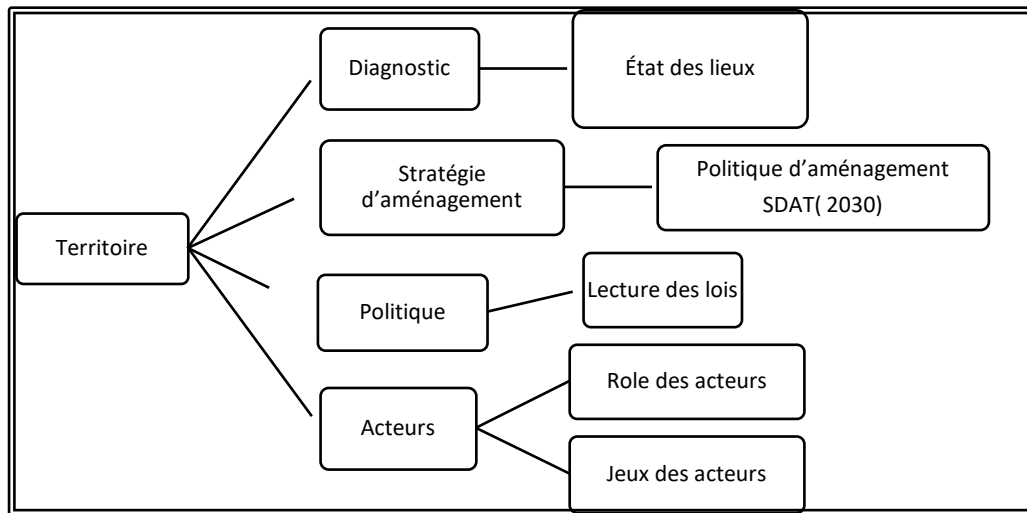 Territoire
Diagnostic
État des lieux
Stratégie
d’aménagement
Politique d’aménagement
SDAT( 2030)
Politique
Lecture des lois
Acteurs
Role des acteurs
Jeux des acteurs